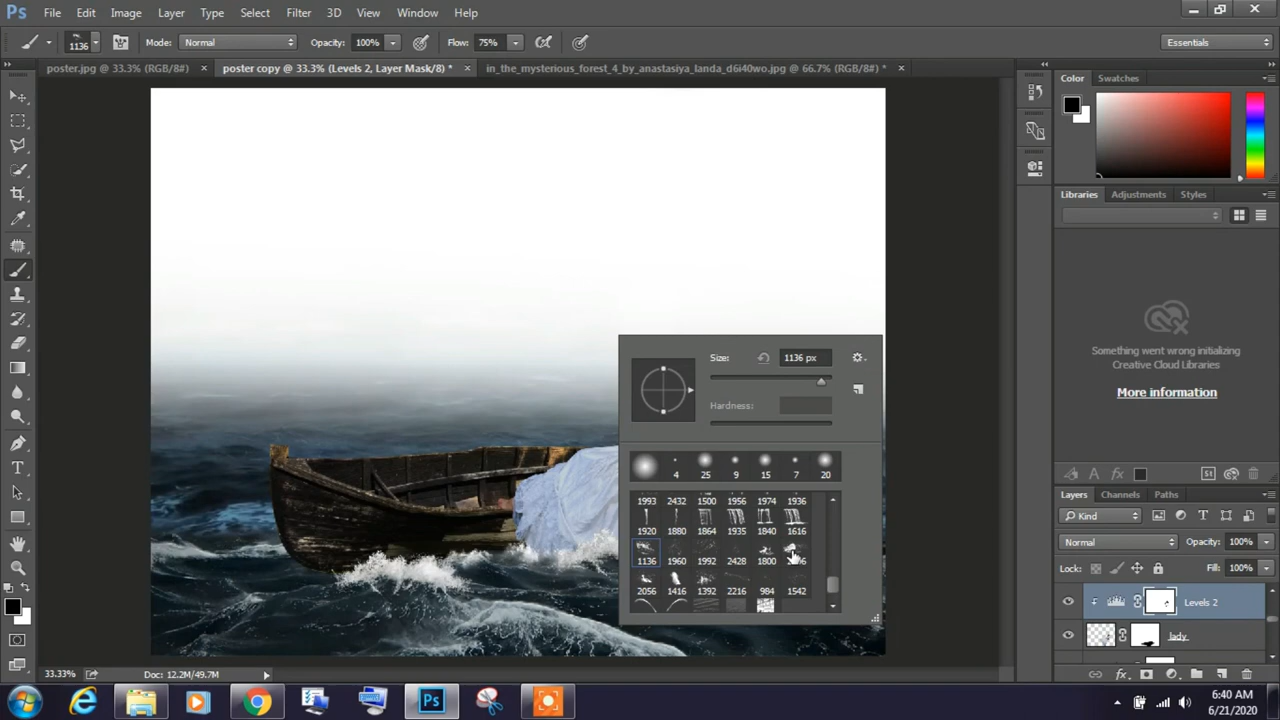 Ps File Edit Image Layer Type Select Filter 3D View Window Help
1136 Mode: Normal Opacity: 100% Flow: 75% Essentials
poster.jpg @ 33.3% (RGB/8#) × poster copy @ 33.3% (Levels 2, Layer Mask/8) * × in_the_mysterious_forest_4_by_anastasiya_landa_d6i40wo.jpg @ 66.7% (RGB/8#) * ×
Color Swatches
Libraries Adjustments Styles
Something went wrong initializing
Creative Cloud Libraries
More information
Size: 1136 px
Hardness:
4 25 9 15 7 20
1993 2432 1500 1956 1974 1936
1920 1880 1864 1935 1840 1616
1136 1960 1992 2428 1800
2056 1416 1392 2216 984 1542
Layers Channels Paths
Kind
Normal Opacity: 100%
Lock: Fill: 100%
Levels 2
lady
33.33% Doc: 12.2M/49.7M
Ps
6:40 AM
6/21/2020